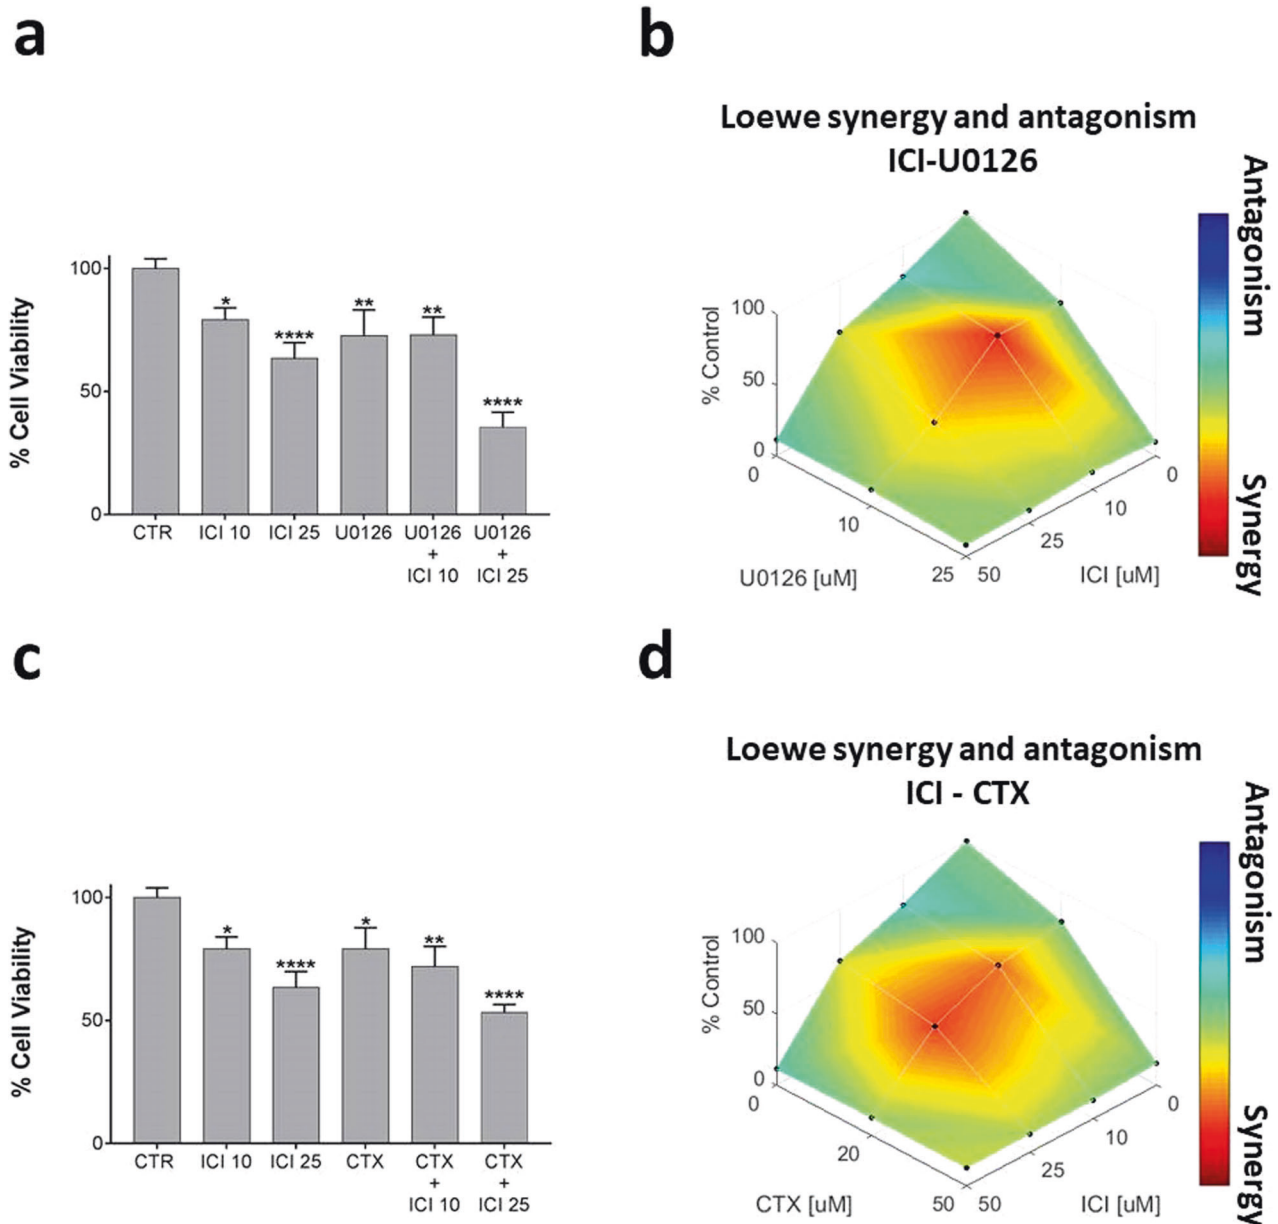 a
% Cell Viability
100
50
0
*
****
**
**
****
CTR
ICI 10
ICI 25
U0126
U0126
+
ICI 10
U0126
+
ICI 25
b
Loewe synergy and antagonism
ICI-U0126
% Control
100
50
0
0
10
25
U0126 [uM]
50
25
10
0
ICI [uM]
Antagonism
Synergy
c
% Cell Viability
100
50
0
*
****
*
**
****
CTR
ICI 10
ICI 25
CTX
CTX
+
ICI 10
CTX
+
ICI 25
d
Loewe synergy and antagonism
ICI - CTX
% Control
100
50
0
0
20
50
CTX [uM]
50
25
10
0
ICI [uM]
Antagonism
Synergy